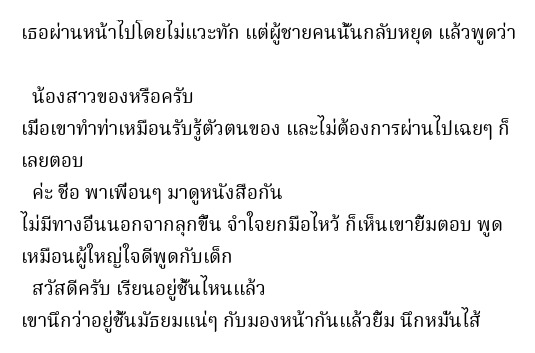 เธอผ่านหน้าไปโดยไม่แวะทัก แต่ผู้ชายคนนั้นกลับหยุด แล้วพูดว่า
น้องสาวของหรือครับ
เมื่อเขาทำท่าเหมือนรับรู้ตัวตนของ และไม่ต้องการผ่านไปเฉยๆ ก็
เลยตอบ
ค่ะ ชื่อ พาเพื่อนๆ มาดูหนังสือกัน
ไม่มีทางอื่นนอกจากลุกขึ้น จำใจยกมือไหว้ ก็เห็นเขายิ้มตอบ พูด
เหมือนผู้ใหญ่ใจดีพูดกับเด็ก
สวัสดีครับ เรียนอยู่ชั้นไหนแล้ว
เขานึกว่าอยู่ชั้นมัธยมแน่ๆ กับมองหน้ากันแล้วยิ้ม นึกหมั่นไส้